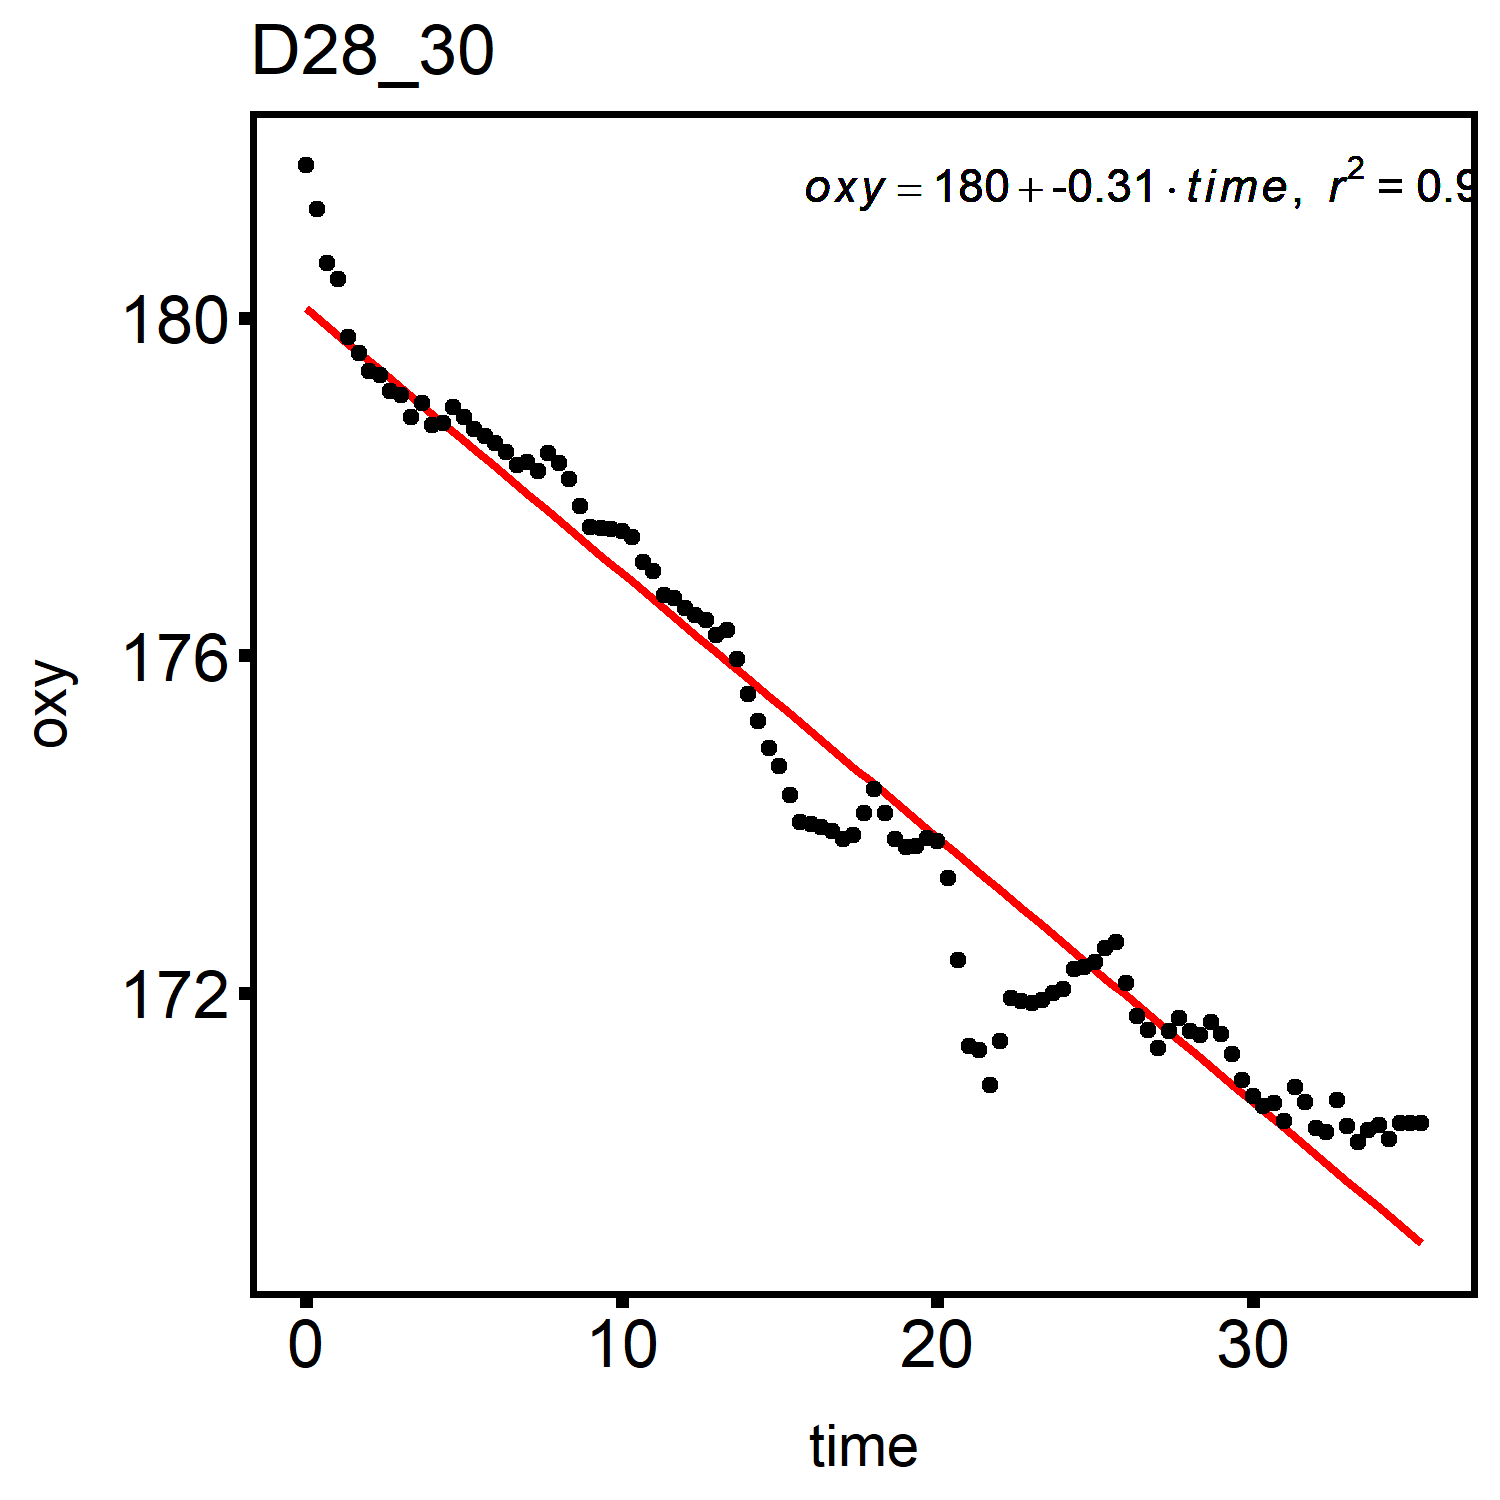 D28_30
oxy = 180 + -0.31 · time, r² = 0.9
180
176
172
oxy
0 10 20 30
time